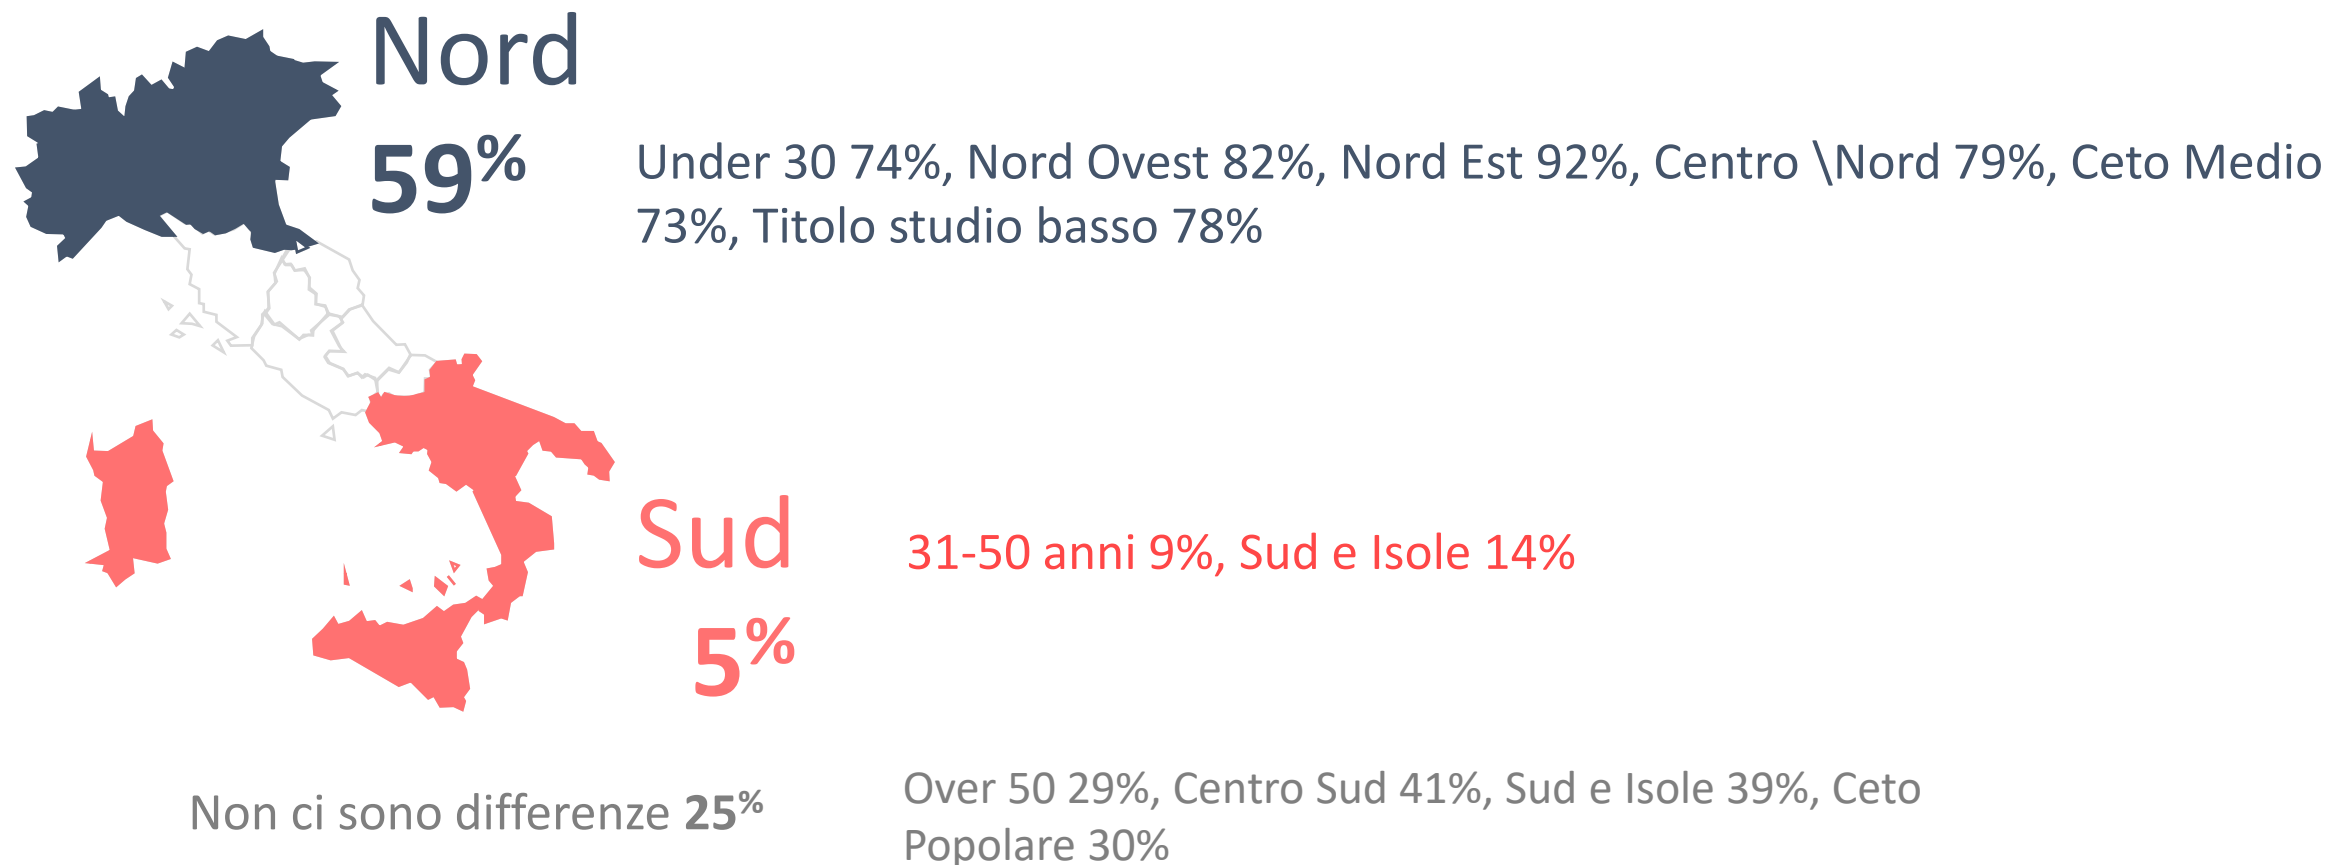 Nord
59%
Under 30 74%, Nord Ovest 82%, Nord Est 92%, Centro \Nord 79%, Ceto Medio
73%, Titolo studio basso 78%
Sud
5%
31-50 anni 9%, Sud e Isole 14%
Non ci sono differenze 25%
Over 50 29%, Centro Sud 41%, Sud e Isole 39%, Ceto
Popolare 30%